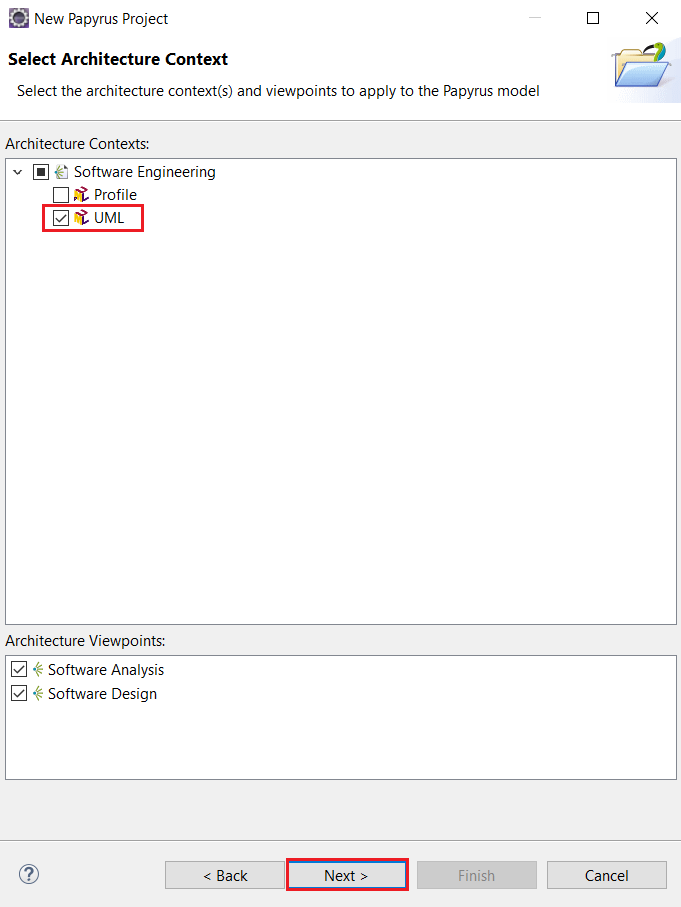 New Papyrus Project
Select Architecture Context
Select the architecture context(s) and viewpoints to apply to the Papyrus model
Architecture Contexts:
Software Engineering
Profile
UML
Architecture Viewpoints:
Software Analysis
Software Design
? < Back Next > Finish Cancel